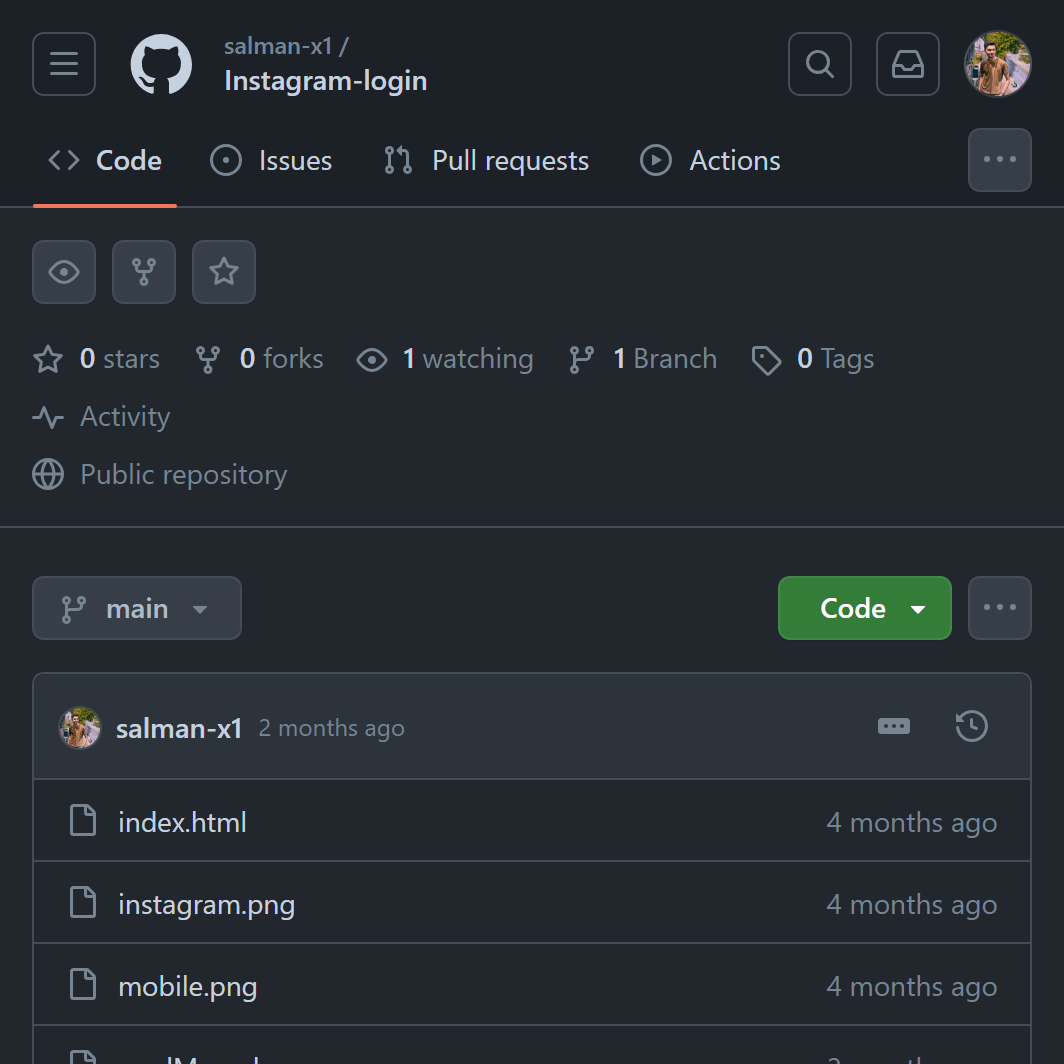 salman-x1 /
Instagram-login
Code Issues Pull requests Actions
0 stars 0 forks 1 watching 1 Branch 0 Tags
Activity
Public repository
main Code
salman-x1 2 months ago
index.html 4 months ago
instagram.png 4 months ago
mobile.png 4 months ago